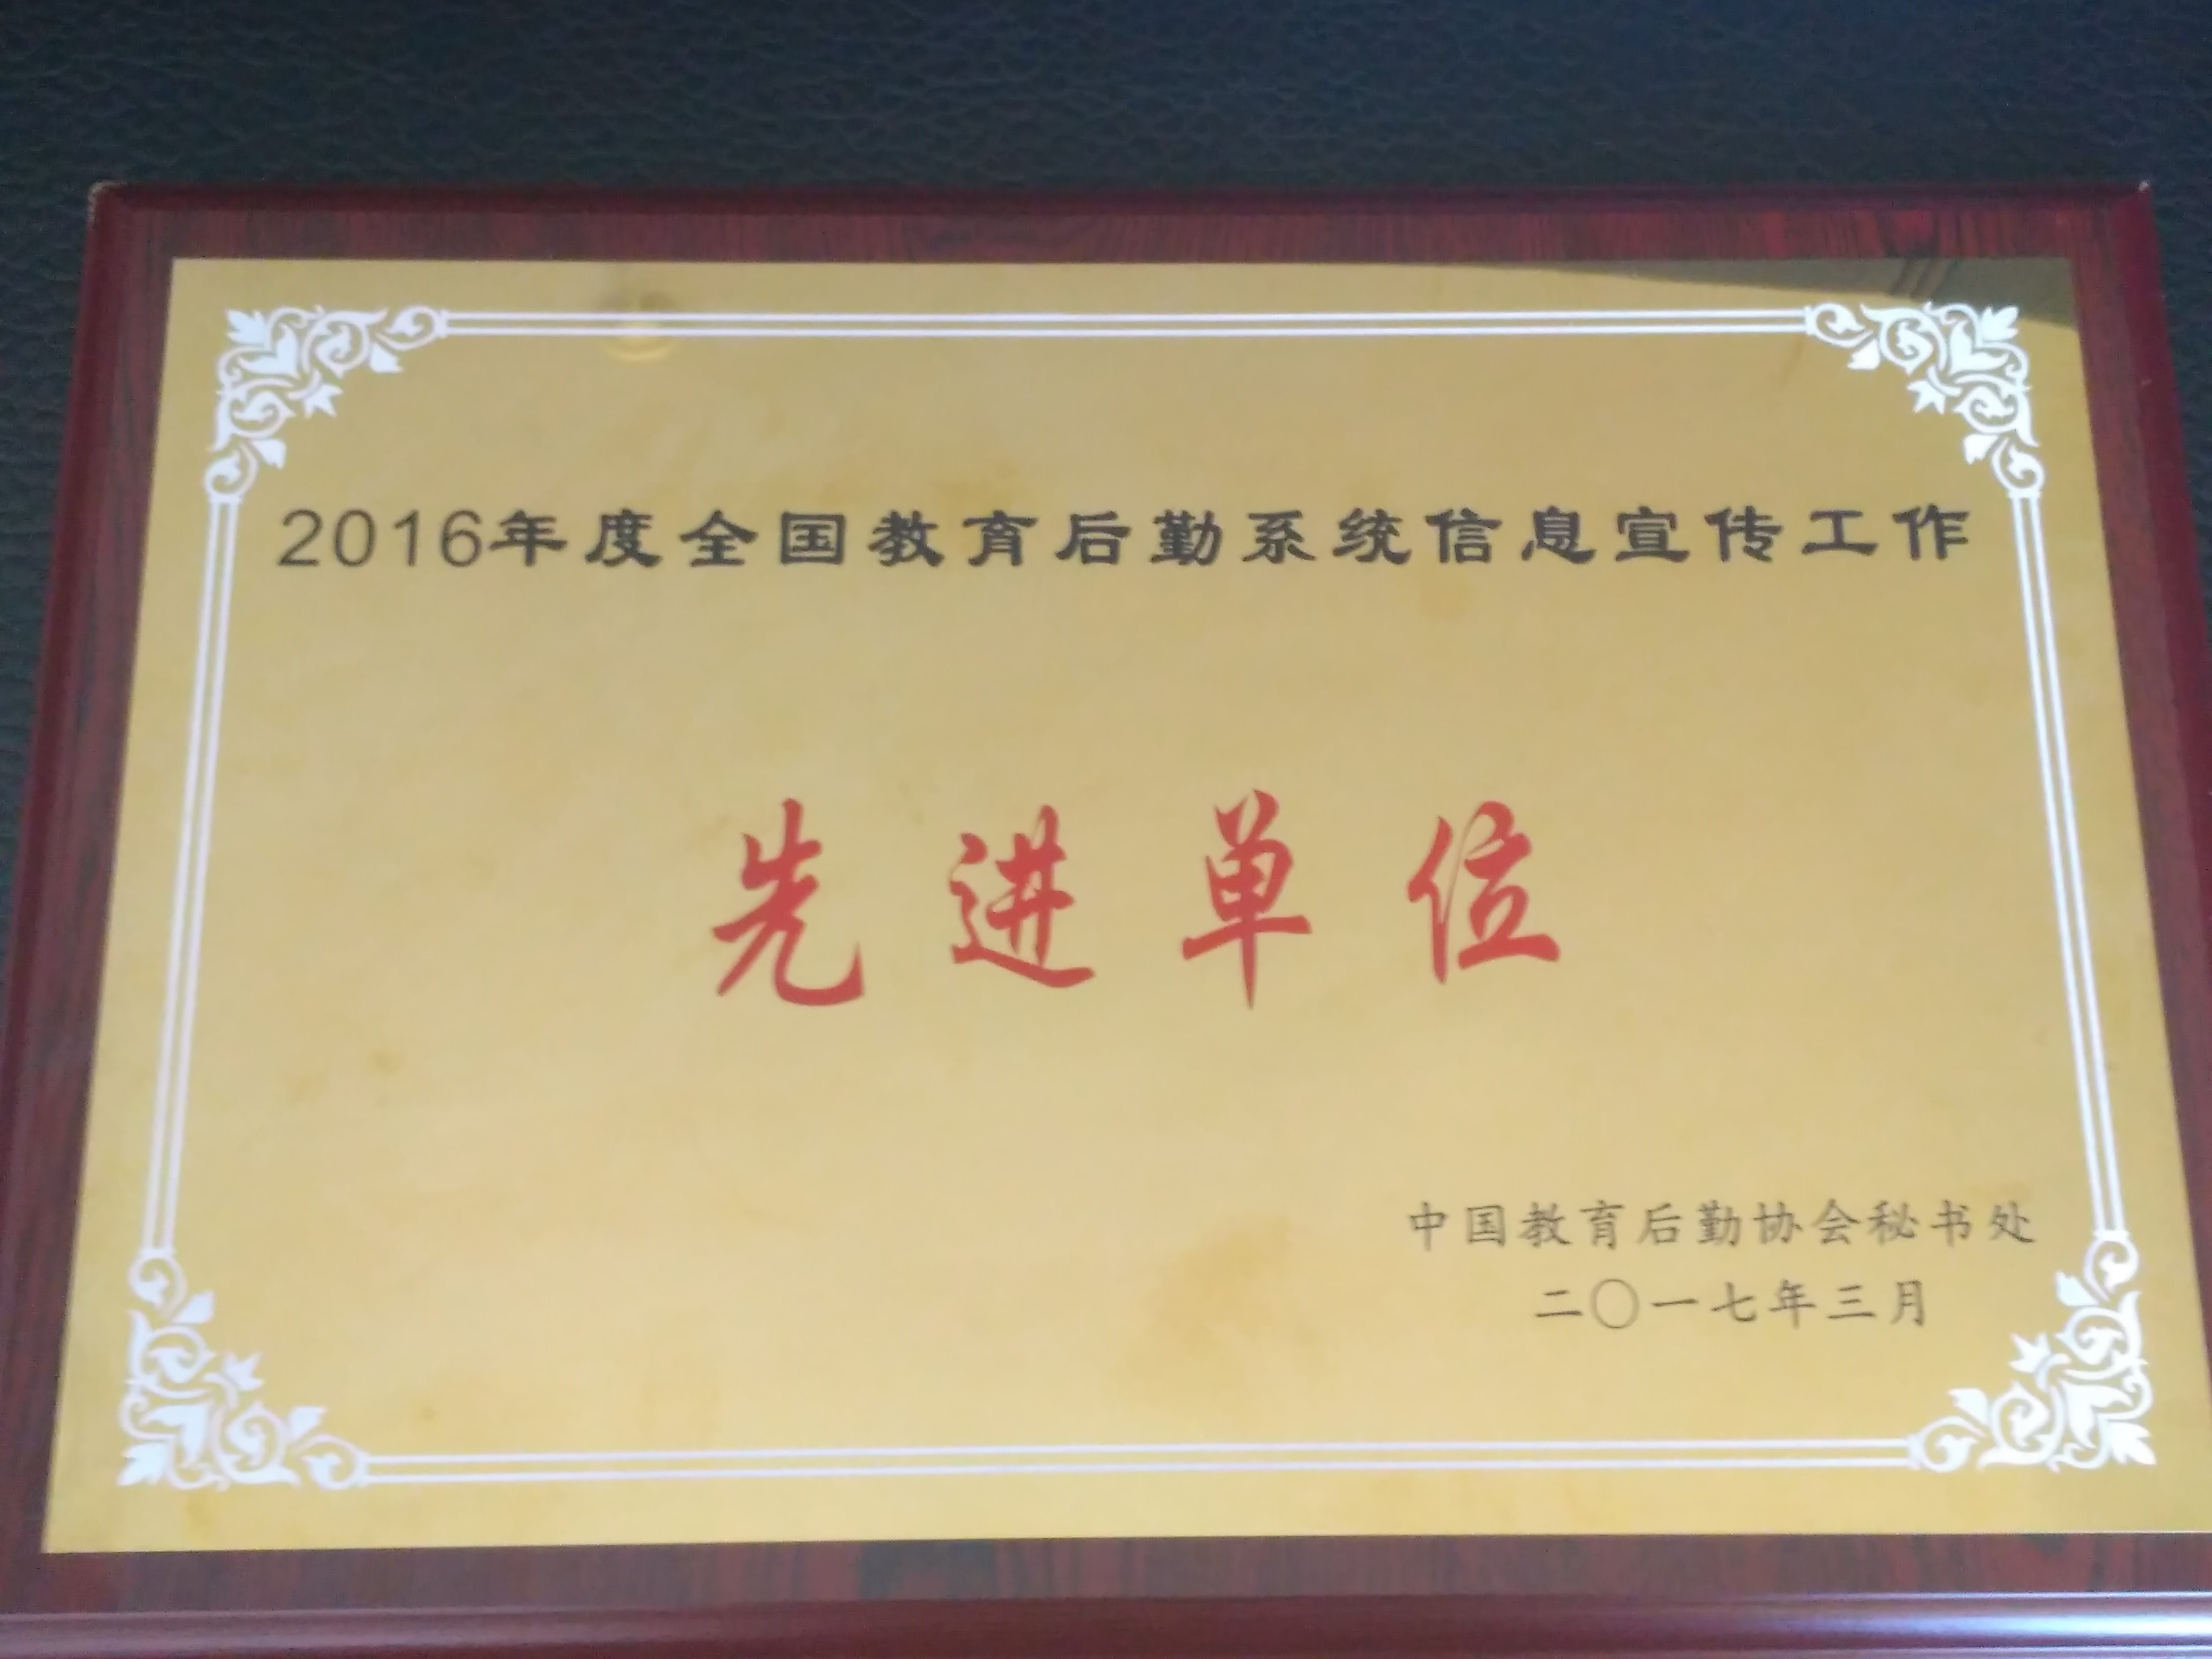 2016年度全国教育后勤系统信息宣传工作
先进单位
中国教育后勤协会秘书处
二〇一七年三月